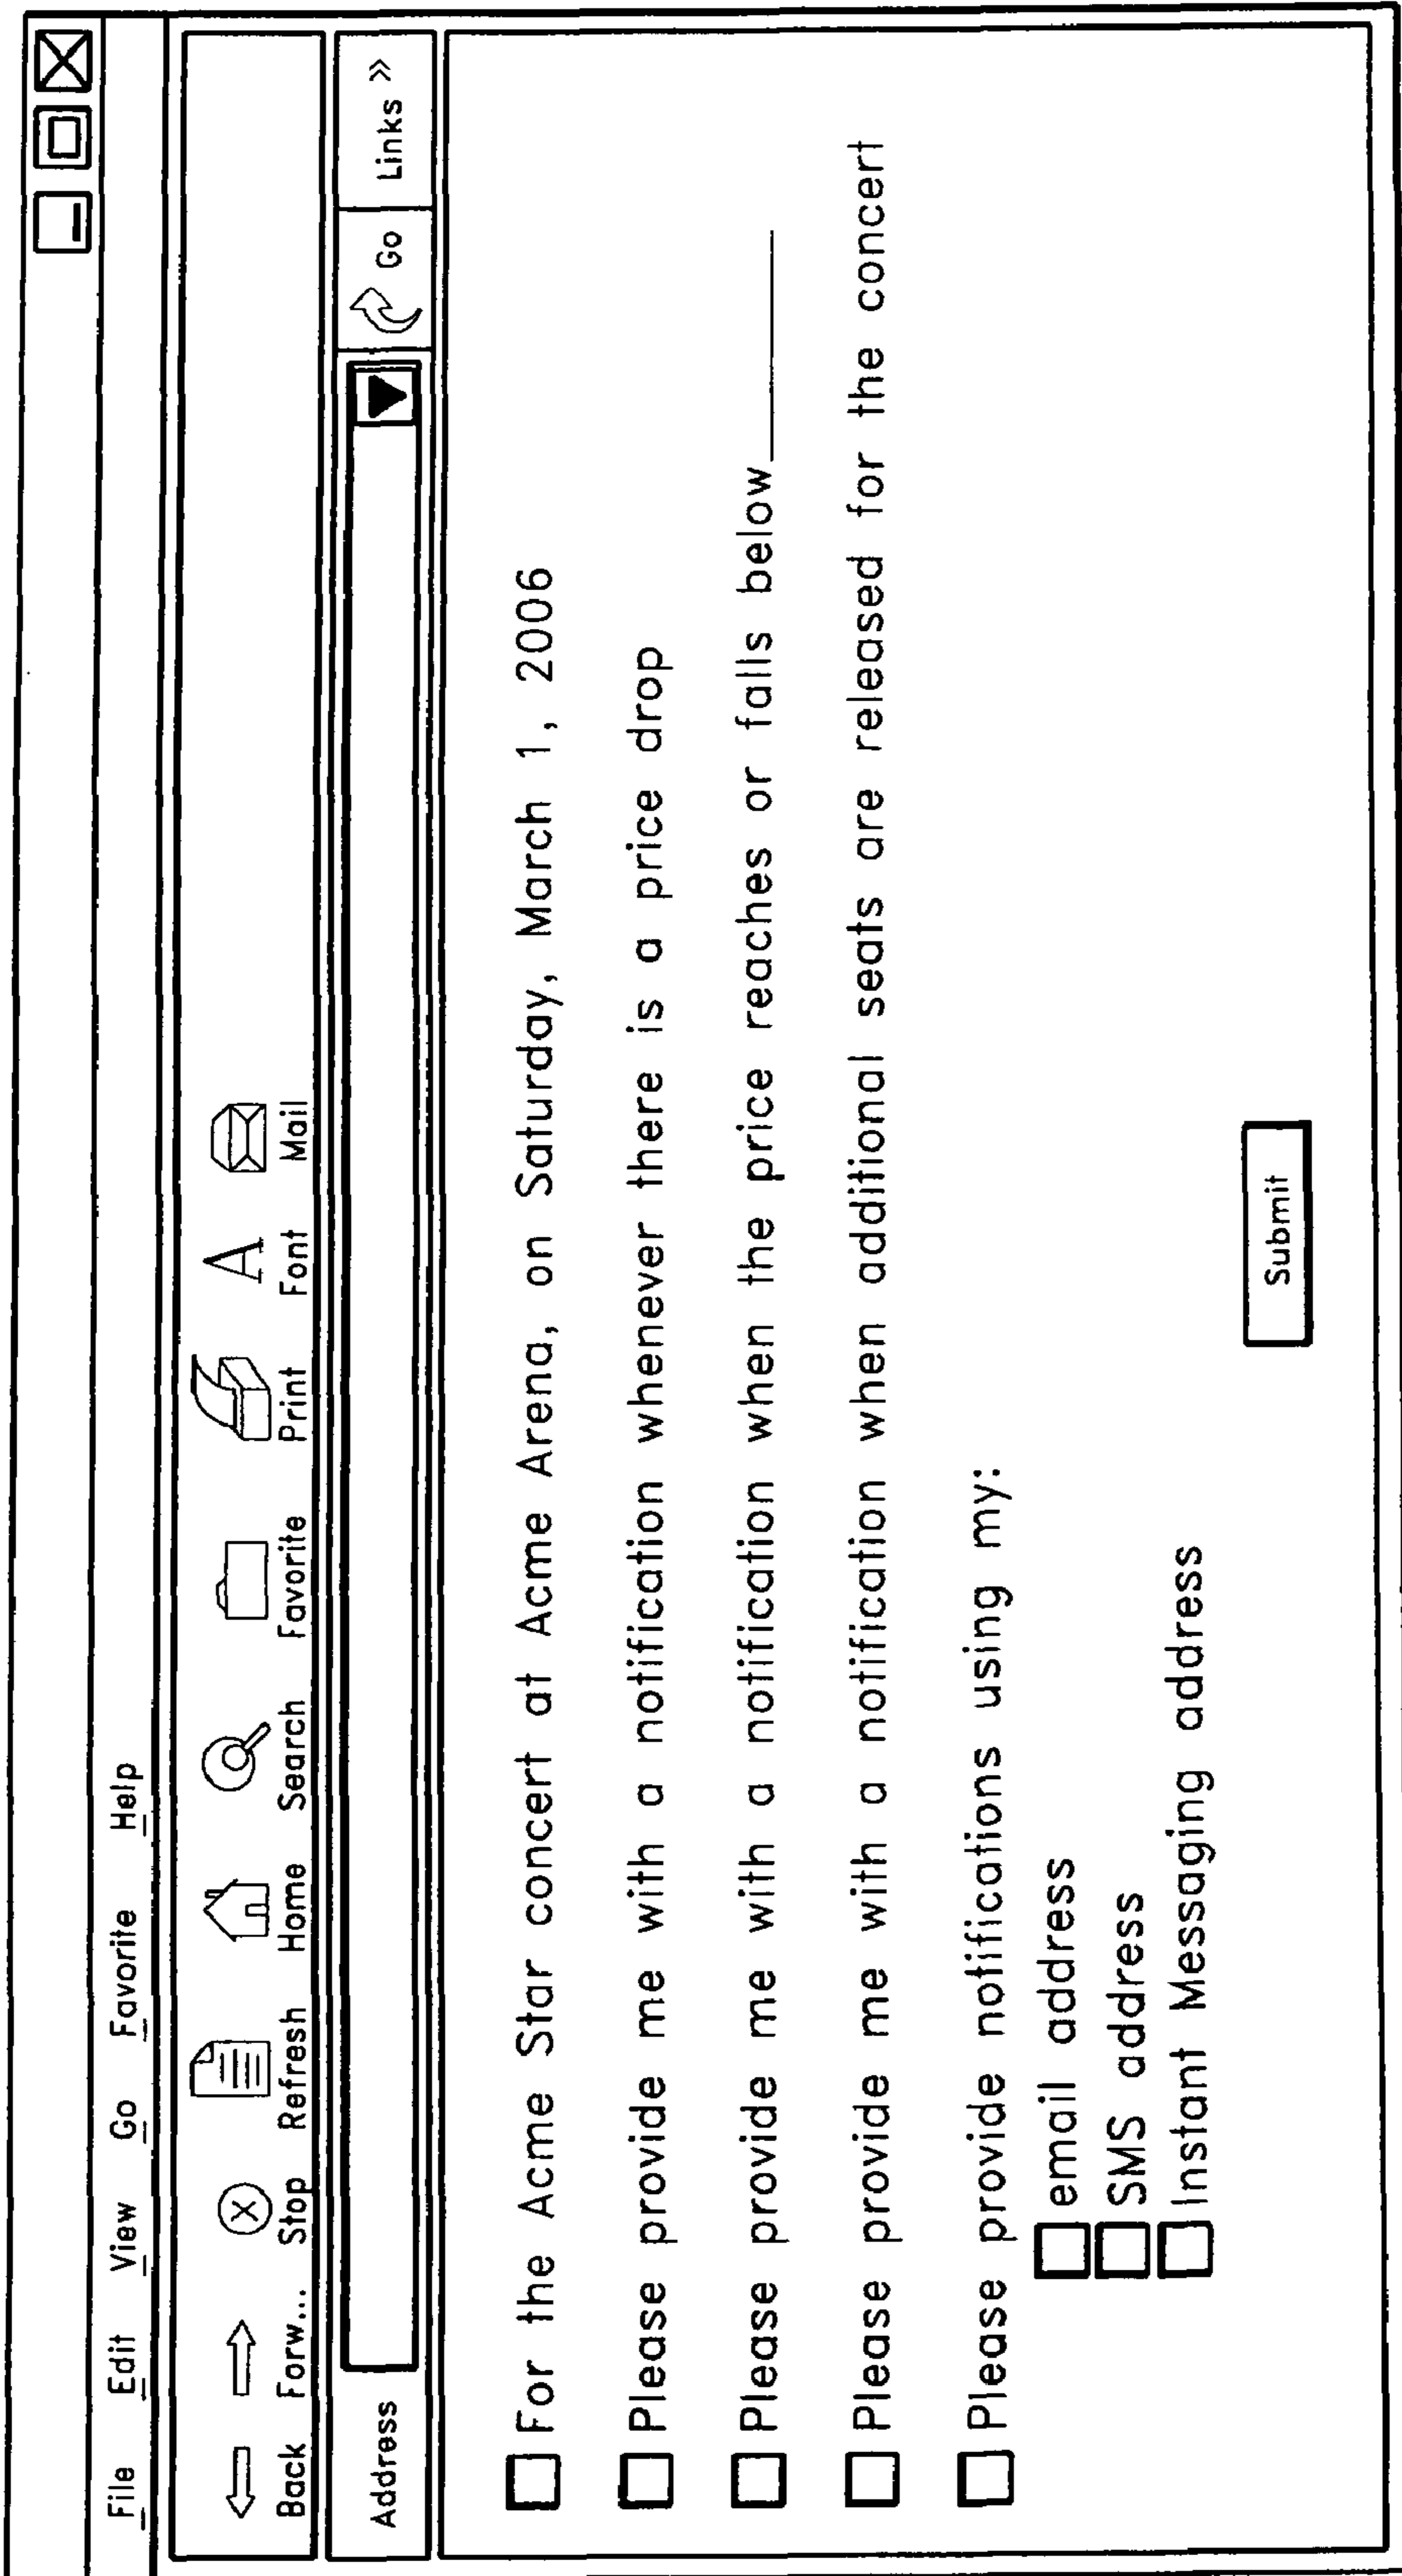 File Edit View Go Favorite Help
Back Forw... Stop Refresh Home Search Favorite Print Font Mail
Address Go Links »
For the Acme Star concert at Acme Arena, on Saturday, March 1, 2006
Please provide me with a notification whenever there is a price drop
Please provide me with a notification when the price reaches or falls below
Please provide me with a notification when additional seats are released for the concert
Please provide notifications using my:
email address
SMS address
Instant Messaging address
Submit